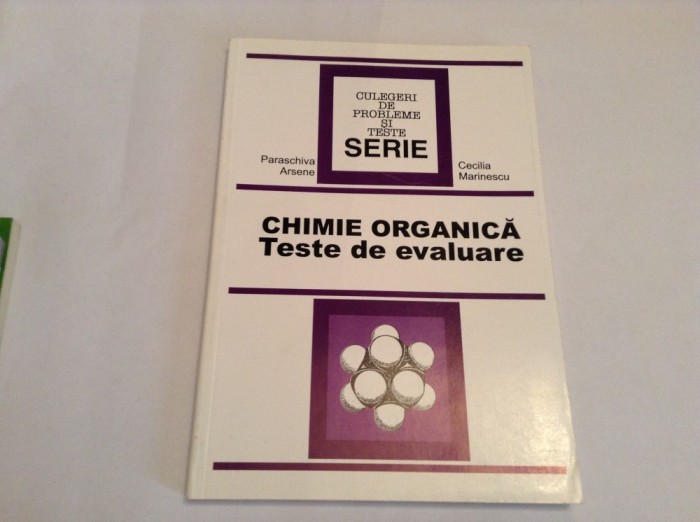 CULEGERI
DE
PROBLEME
ȘI
TESTE
SERIE
Paraschiva
Arsene
Cecilia
Marinescu
CHIMIE ORGANICĂ
Teste de evaluare